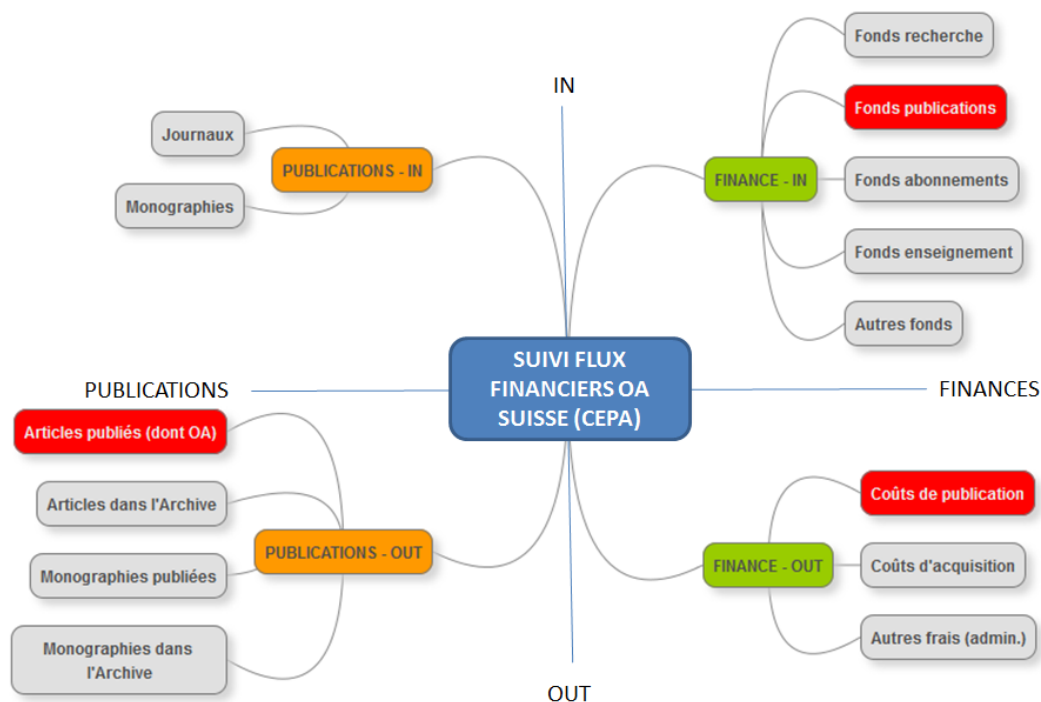 IN
Journaux
Monographies
PUBLICATIONS - IN
FINANCE - IN
Fonds recherche
Fonds publications
Fonds abonnements
Fonds enseignement
Autres fonds
PUBLICATIONS
SUIVI FLUX
FINANCIERS OA
SUISSE (CEPA)
FINANCES
Articles publiés (dont OA)
Articles dans l'Archive
Monographies publiées
Monographies dans
l'Archive
PUBLICATIONS - OUT
FINANCE - OUT
Coûts de publication
Coûts d'acquisition
Autres frais (admin.)
OUT